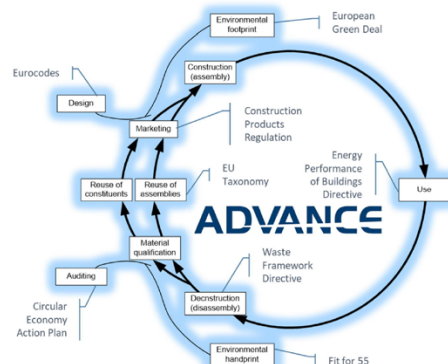 Environmental
footprint
European
Green Deal
Eurocodes
Construction
(assembly)
Design
Marketing
Construction
Products
Regulation
Reuse of
constituents
Reuse of
assemblies
EU
Taxonomy
Energy
Performance
of Buildings
Directive
Use
ADVANCE
Material
qualification
Auditing
Waste
Framework
Directive
Decnstruction
(disassembly)
Circular
Economy
Action Plan
Environmental
handprint
Fit for 55